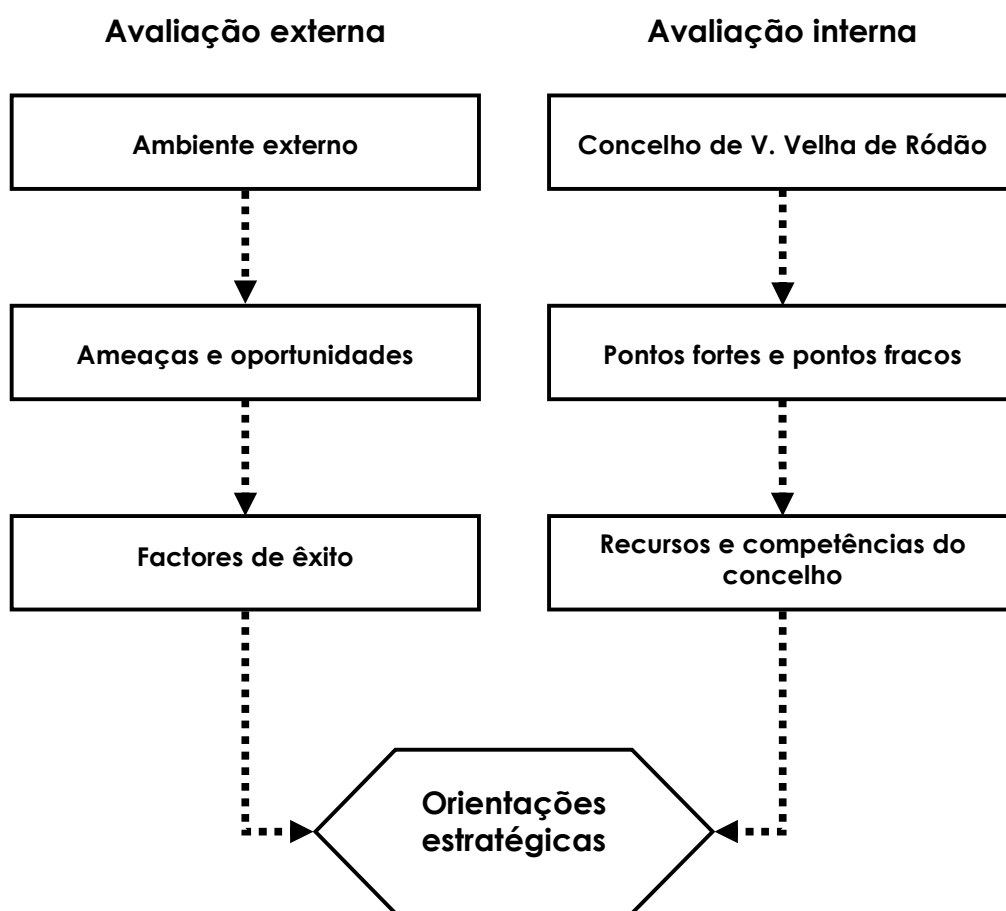 Avaliação externa
Avaliação interna
Ambiente externo
Concelho de V. Velha de Ródão
Ameaças e oportunidades
Pontos fortes e pontos fracos
Factores de êxito
Recursos e competências do
concelho
Orientações
estratégicas